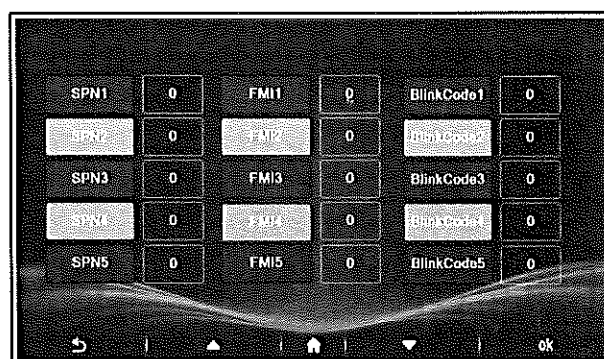 SPN1 0 FMI1 0 BlinkCode1 0
SPN2 0 FMI2 0 BlinkCode2 0
SPN3 0 FMI3 0 BlinkCode3 0
SPN4 0 FMI4 0 BlinkCode4 0
SPN5 0 FMI5 0 BlinkCode5 0
ok